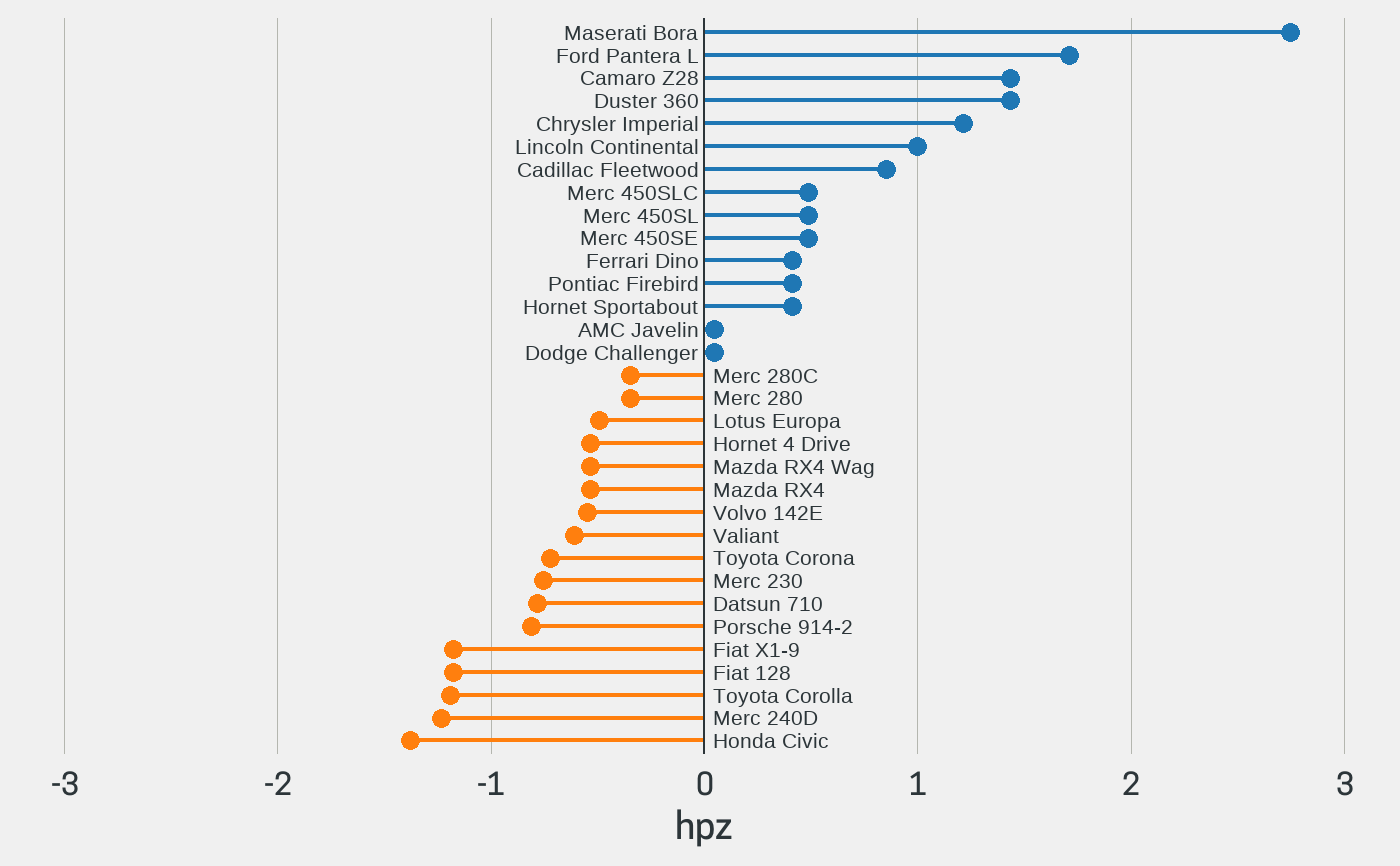 Maserati Bora
Ford Pantera L
Camaro Z28
Duster 360
Chrysler Imperial
Lincoln Continental
Cadillac Fleetwood
Merc 450SLC
Merc 450SL
Merc 450SE
Ferrari Dino
Pontiac Firebird
Hornet Sportabout
AMC Javelin
Dodge Challenger
Merc 280C
Merc 280
Lotus Europa
Hornet 4 Drive
Mazda RX4 Wag
Mazda RX4
Volvo 142E
Valiant
Toyota Corona
Merc 230
Datsun 710
Porsche 914-2
Fiat X1-9
Fiat 128
Toyota Corolla
Merc 240D
Honda Civic
-3 -2 -1 0 1 2 3
hpz